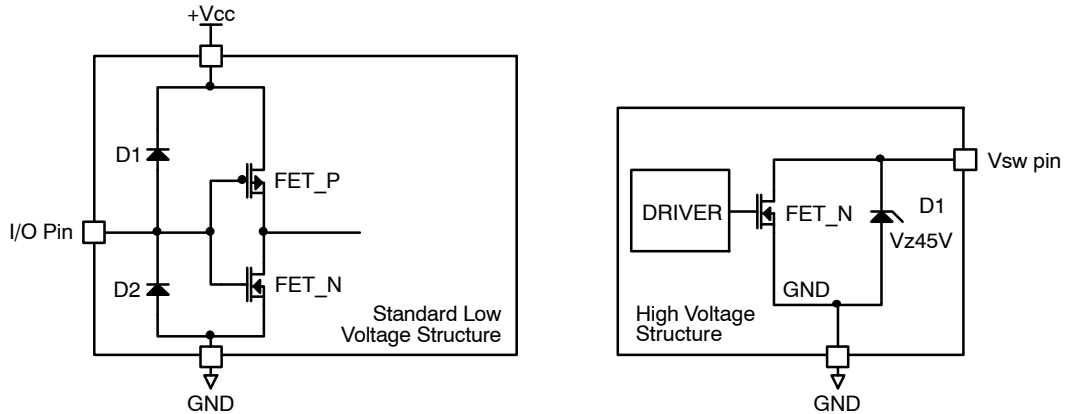 +Vcc
D1
FET_P
I/O Pin
D2
FET_N
Standard Low
Voltage Structure
GND
Vsw pin
DRIVER
FET_N
D1
Vz45V
GND
High Voltage
Structure
GND